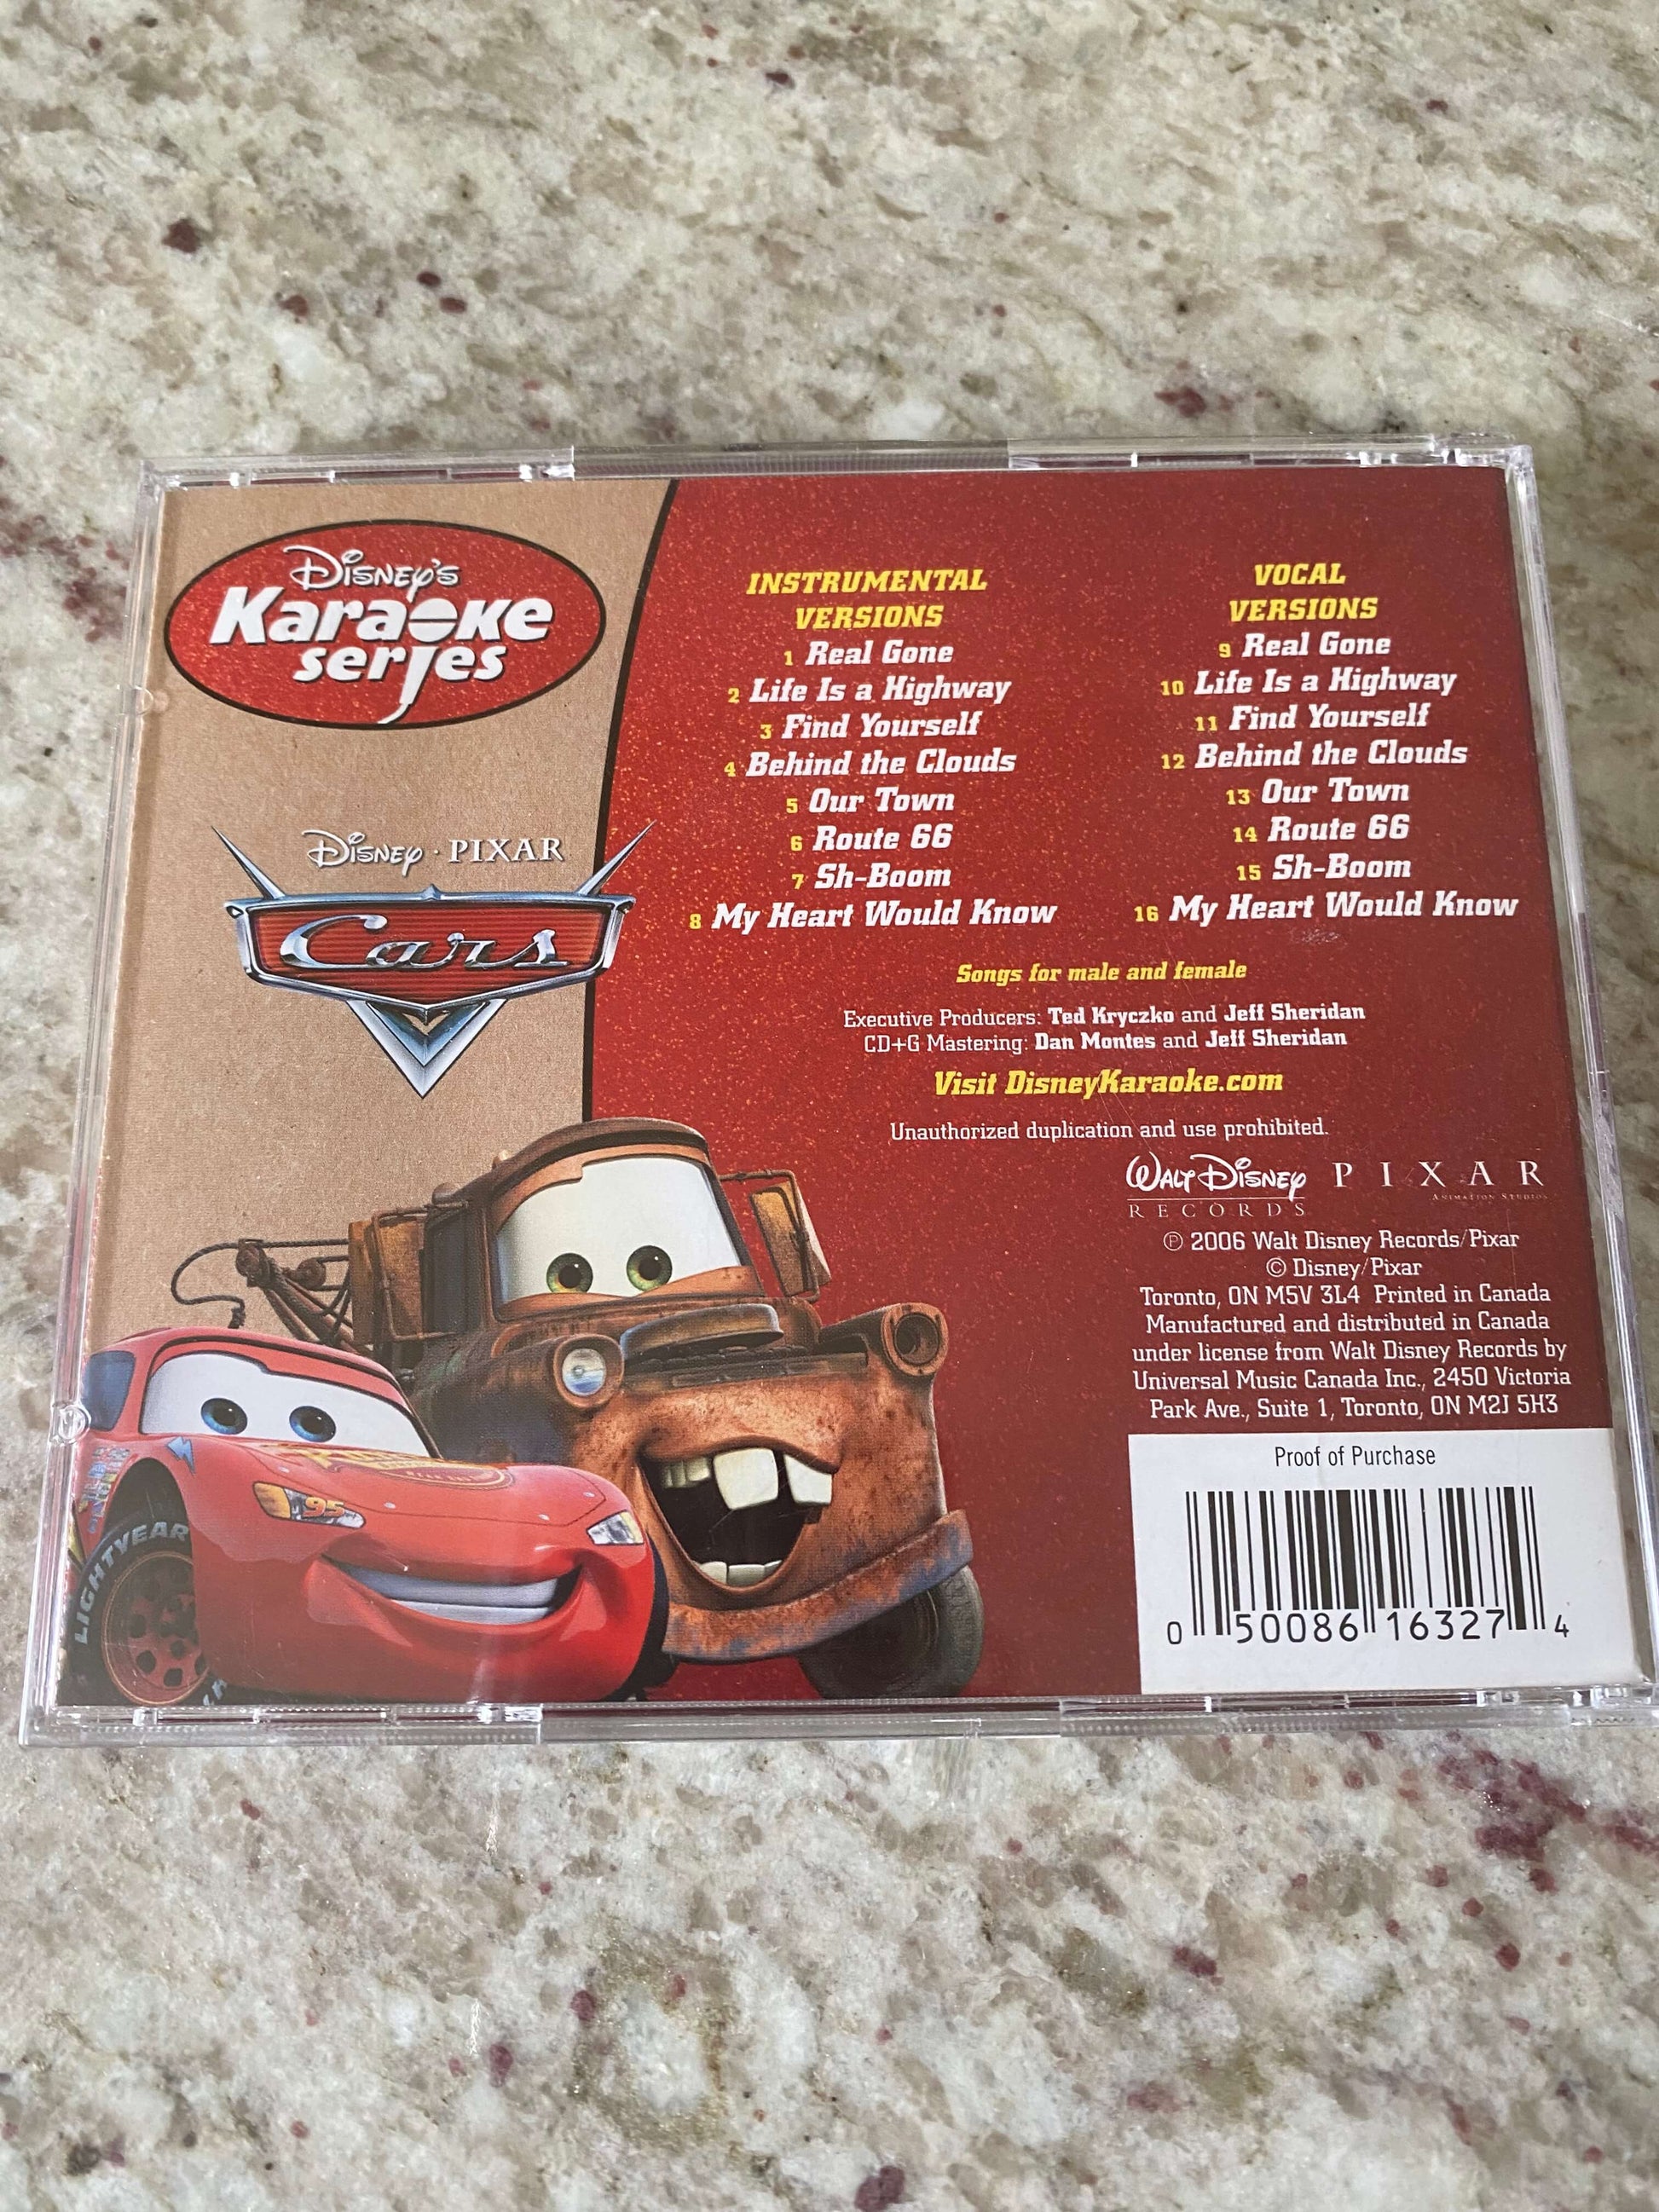 Disney's
Karaoke
series
Disney · PIXAR
Cars
INSTRUMENTAL
VERSIONS
1 Real Gone
2 Life Is a Highway
3 Find Yourself
4 Behind the Clouds
5 Our Town
6 Route 66
7 Sh-Boom
8 My Heart Would Know
VOCAL
VERSIONS
9 Real Gone
10 Life Is a Highway
11 Find Yourself
12 Behind the Clouds
13 Our Town
14 Route 66
15 Sh-Boom
16 My Heart Would Know
Songs for male and female
Executive Producers: Ted Kryczko and Jeff Sheridan
CD+G Mastering: Dan Montes and Jeff Sheridan
Visit DisneyKaraoke.com
Unauthorized duplication and use prohibited.
WALT DISNEY
RECORDS
PIXAR
ANIMATION STUDIOS
℗ 2006 Walt Disney Records/Pixar
© Disney/Pixar
Toronto, ON M5V 3L4 Printed in Canada
Manufactured and distributed in Canada
under license from Walt Disney Records by
Universal Music Canada Inc., 2450 Victoria
Park Ave., Suite 1, Toronto, ON M2J 5H3
Proof of Purchase
0 50086 16327 4
95
LIGHTYEAR